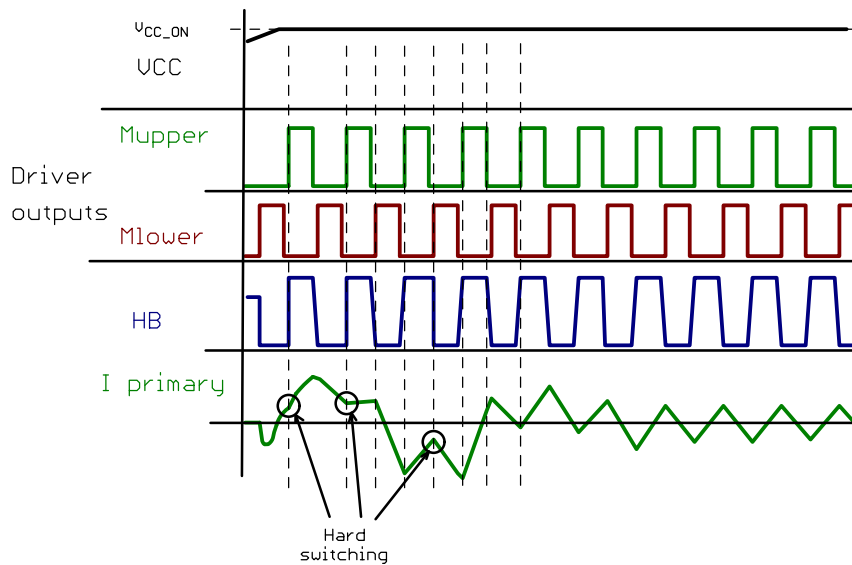 VCC_ON
VCC
Mupper
Driver
outputs
Mlower
HB
I primary
Hard
switching